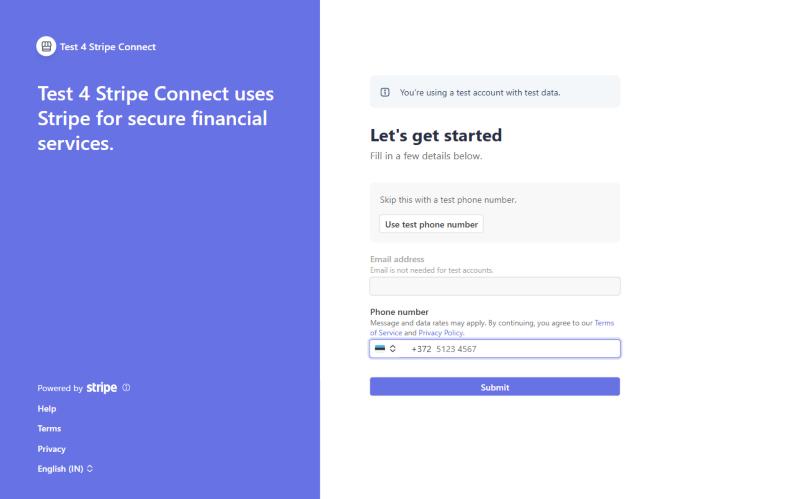 Test 4 Stripe Connect
Test 4 Stripe Connect uses
Stripe for secure financial
services.
Powered by stripe
Help
Terms
Privacy
English (IN)
You're using a test account with test data.
Let's get started
Fill in a few details below.
Skip this with a test phone number.
Use test phone number
Email address
Email is not needed for test accounts.
Phone number
Message and data rates may apply. By continuing, you agree to our Terms
of Service and Privacy Policy.
+372 5123 4567
Submit